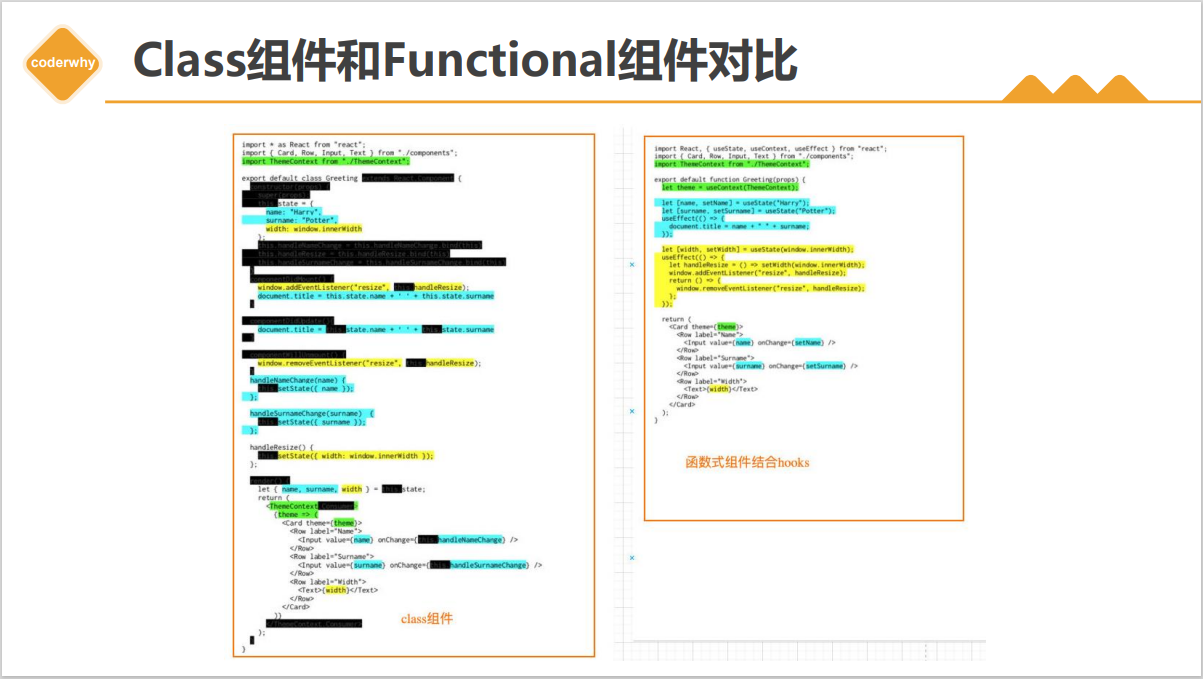 coderwhy
Class组件和Functional组件对比
import * as React from "react";
import { Card, Row, Input, Text } from "./components";
import ThemeContext from "./ThemeContext";
export default class Greeting extends React.Component {
constructor(props) {
super(props)
this.state = {
name: "Harry",
surname: "Potter",
width: window.innerWidth
};
this.handleNameChange = this.handleNameChange.bind(this)
this.handleResize = this.handleResize.bind(this)
this.handleSurnameChange = this.handleSurnameChange.bind(this)
componentDidMount() {
window.addEventListener("resize", this.handleResize);
document.title = this.state.name + ' ' + this.state.surname
componentDidUpdate()
document.title = this.state.name + ' ' + this.state.surname
componentWillUnmount() {
window.removeEventListener("resize", this.handleResize);
handleNameChange(name) {
this.setState({ name });
};
handleSurnameChange(surname) {
this.setState({ surname });
};
handleResize() {
this.setState({ width: window.innerWidth });
};
render() {
let { name, surname, width } = this.state;
return (
<ThemeContext.Consumer>
{theme => (
<Card theme={theme}>
<Row label="Name">
<Input value={name} onChange={this.handleNameChange} />
</Row>
<Row label="Surname">
<Input value={surname} onChange={this.handleSurnameChange} />
</Row>
<Row label="Width">
<Text>{width}</Text>
</Row>
</Card>
)}
</ThemeContext.Consumer>
);
}
class组件
import React, { useState, useContext, useEffect } from "react";
import { Card, Row, Input, Text } from "./components";
import ThemeContext from "./ThemeContext";
export default function Greeting(props) {
let theme = useContext(ThemeContext);
let [name, setName] = useState("Harry");
let [surname, setSurname] = useState("Potter");
useEffect(() => {
document.title = name + " " + surname;
});
let [width, setWidth] = useState(window.innerWidth);
useEffect(() => {
let handleResize = () => setWidth(window.innerWidth);
window.addEventListener("resize", handleResize);
return () => {
window.removeEventListener("resize", handleResize);
};
});
return (
<Card theme={theme}>
<Row label="Name">
<Input value={name} onChange={setName} />
</Row>
<Row label="Surname">
<Input value={surname} onChange={setSurname} />
</Row>
<Row label="Width">
<Text>{width}</Text>
</Row>
</Card>
);
}
函数式组件结合hooks